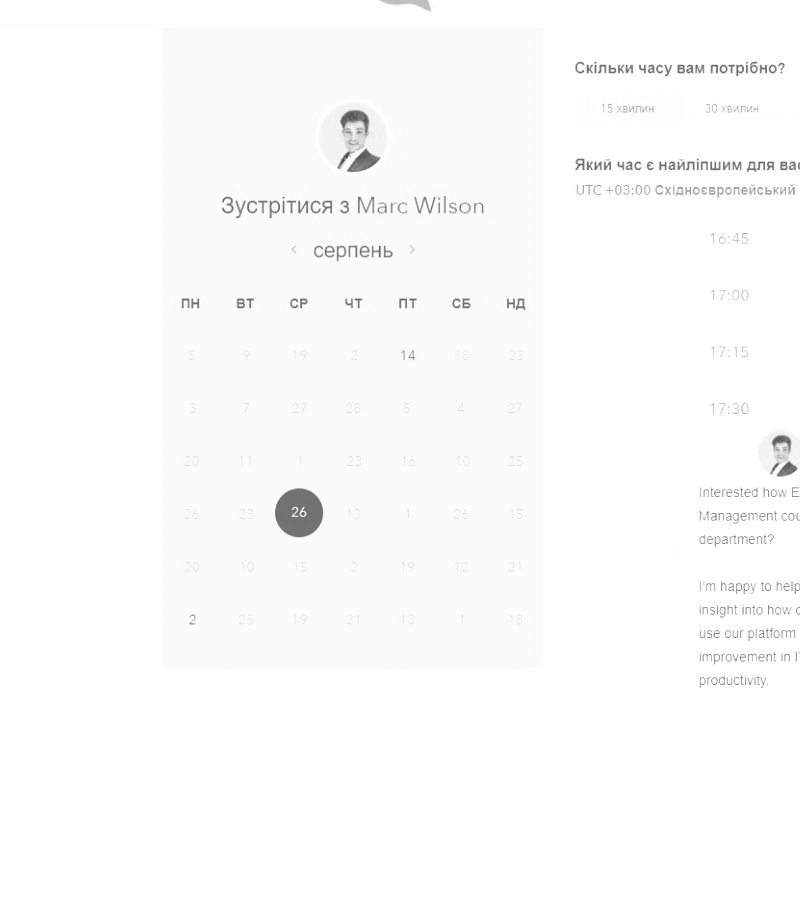 Зустрітися з Marc Wilson
‹ серпень ›
ПН ВТ СР ЧТ ПТ СБ НД
5 9 19 2 14 18 23
3 7 27 28 5 4 27
20 11 1 23 16 10 25
26 23 26 13 1 26 15
20 10 15 2 19 12 21
2 25 19 21 13 1 18
Скільки часу вам потрібно?
15 хвилин 30 хвилин
Який час є найліпшим для вас
UTC +03:00 Східноєвропейський
16:45
17:00
17:15
17:30
Interested how E
Management cou
department?
I'm happy to help
insight into how o
use our platform
improvement in I
productivity.